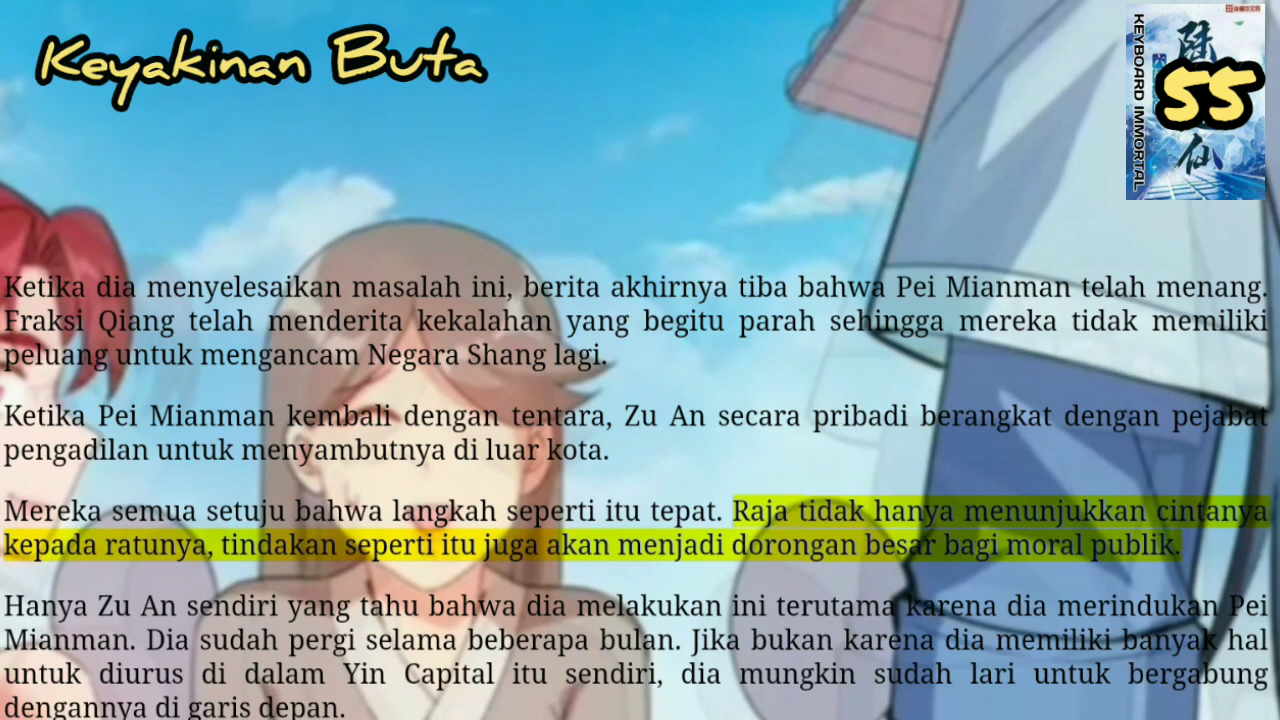 Keyakinan Buta
KEYBOARD IMMORTAL
陆
仙
55
Ketika dia menyelesaikan masalah ini, berita akhirnya tiba bahwa Pei Mianman telah menang.
Fraksi Qiang telah menderita kekalahan yang begitu parah sehingga mereka tidak memiliki
peluang untuk mengancam Negara Shang lagi.
Ketika Pei Mianman kembali dengan tentara, Zu An secara pribadi berangkat dengan pejabat
pengadilan untuk menyambutnya di luar kota.
Mereka semua setuju bahwa langkah seperti itu tepat. Raja tidak hanya menunjukkan cintanya
kepada ratunya, tindakan seperti itu juga akan menjadi dorongan besar bagi moral publik.
Hanya Zu An sendiri yang tahu bahwa dia melakukan ini terutama karena dia merindukan Pei
Mianman. Dia sudah pergi selama beberapa bulan. Jika bukan karena dia memiliki banyak hal
untuk diurus di dalam Yin Capital itu sendiri, dia mungkin sudah lari untuk bergabung
dengannya di garis depan.